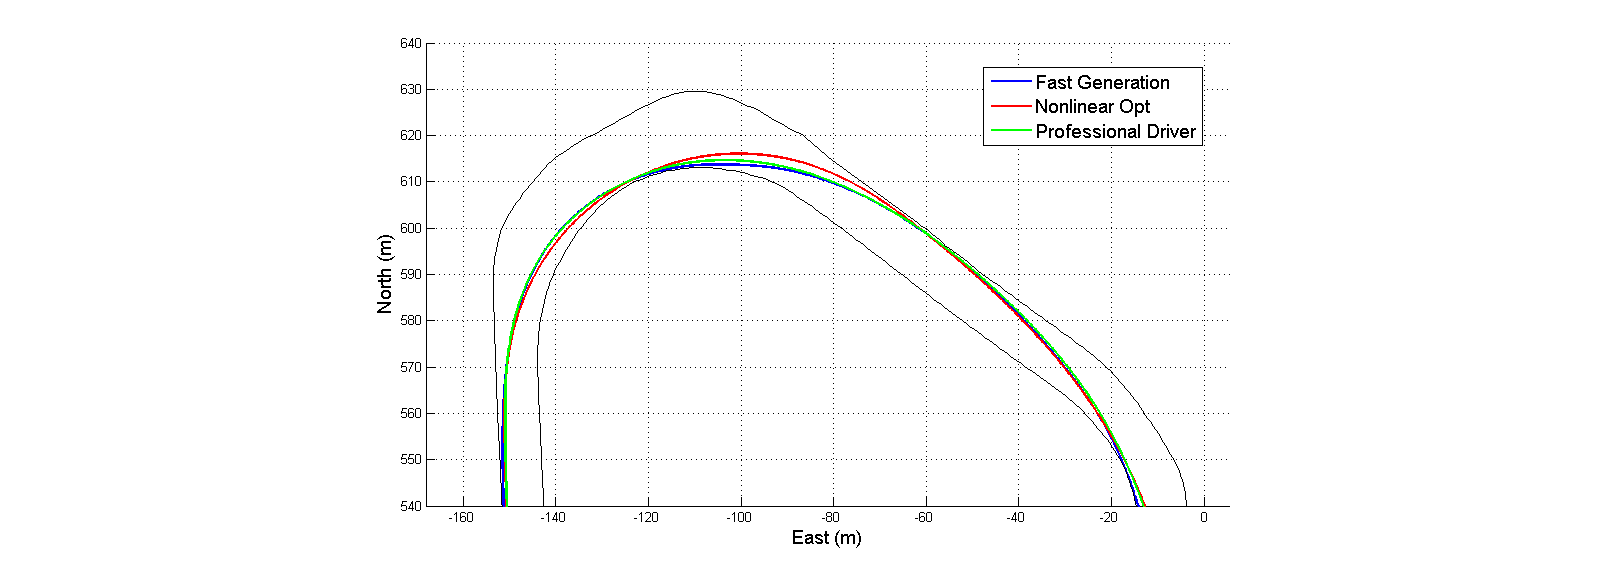 640
630
620
610
600
590
580
570
560
550
540
North (m)
-160 -140 -120 -100 -80 -60 -40 -20 0
East (m)
Fast Generation
Nonlinear Opt
Professional Driver